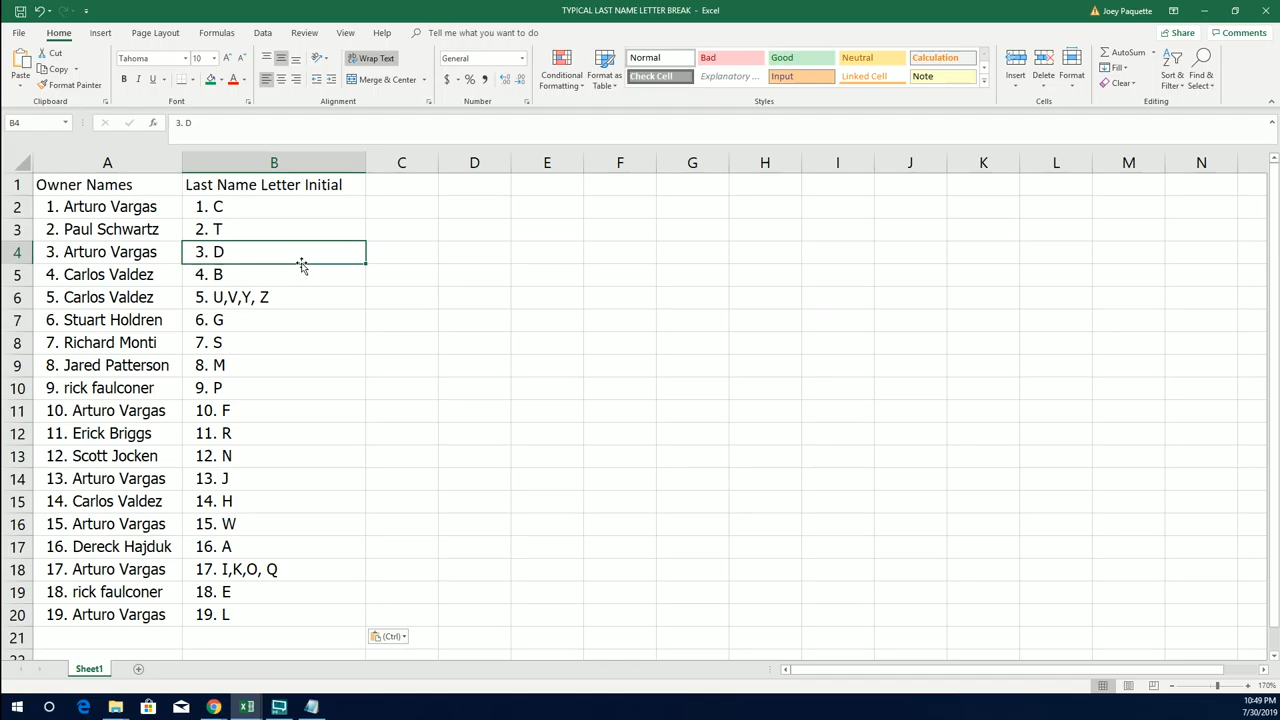 TYPICAL LAST NAME LETTER BREAK - Excel
Joey Paquette
File Home Insert Page Layout Formulas Data Review View Help Tell me what you want to do
Share Comments
Paste
Cut
Copy
Format Painter
Clipboard
Tahoma 10
B I U
Font
Wrap Text
Merge & Center
Alignment
General
$ % ,
Number
Conditional Formatting
Format as Table
Normal Bad Good Neutral Calculation
Check Cell Explanatory ... Input Linked Cell Note
Styles
Insert Delete Format
Cells
AutoSum
Fill
Clear
Sort & Filter
Find & Select
Editing
B4
fx
3. D
A B C D E F G H I J K L M N
1 Owner Names Last Name Letter Initial
2 1. Arturo Vargas 1. C
3 2. Paul Schwartz 2. T
4 3. Arturo Vargas 3. D
5 4. Carlos Valdez 4. B
6 5. Carlos Valdez 5. U,V,Y, Z
7 6. Stuart Holdren 6. G
8 7. Richard Monti 7. S
9 8. Jared Patterson 8. M
10 9. rick faulconer 9. P
11 10. Arturo Vargas 10. F
12 11. Erick Briggs 11. R
13 12. Scott Jocken 12. N
14 13. Arturo Vargas 13. J
15 14. Carlos Valdez 14. H
16 15. Arturo Vargas 15. W
17 16. Dereck Hajduk 16. A
18 17. Arturo Vargas 17. I,K,O, Q
19 18. rick faulconer 18. E
20 19. Arturo Vargas 19. L
21
(Ctrl)
22
Sheet1
170%
10:49 PM
7/30/2019